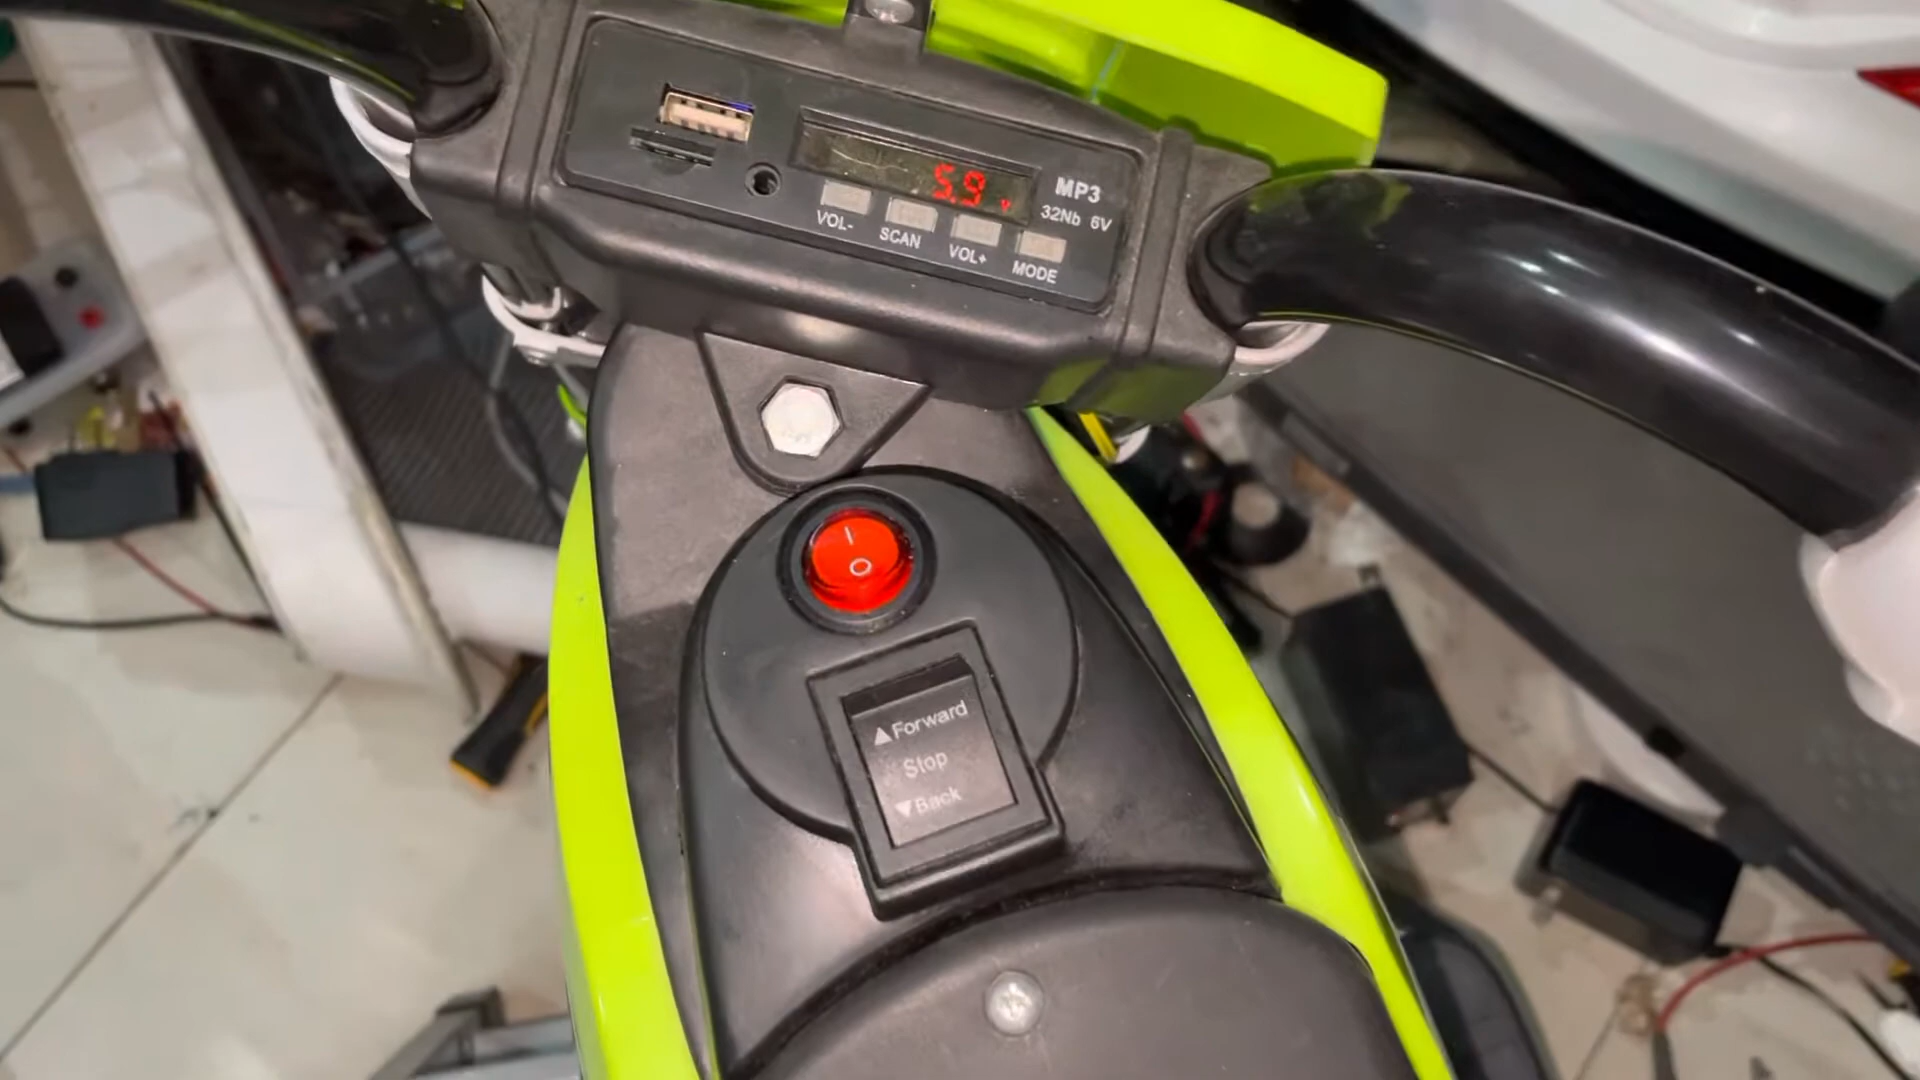 5.9 v
MP3
32Nb 6V
VOL- SCAN VOL+ MODE
I
O
▲Forward
Stop
▼Back